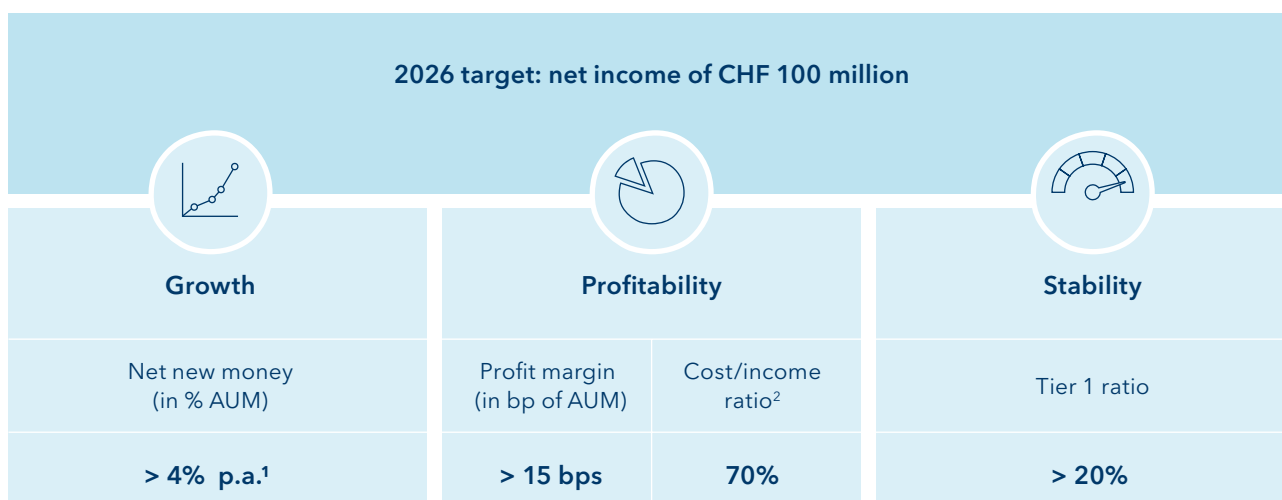 2026 target: net income of CHF 100 million
Growth
Profitability
Stability
Net new money
(in % AUM)
Profit margin
(in bp of AUM)
Cost/income
ratio²
Tier 1 ratio
> 4% p.a.¹
> 15 bps
70%
> 20%